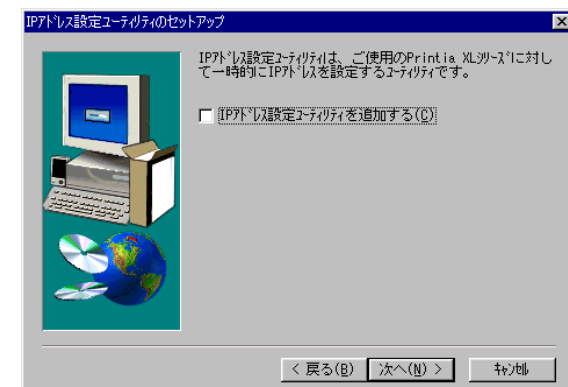 IPｱﾄﾞﾚｽ設定ﾕｰﾃｨﾘﾃｨのセットアップ
IPｱﾄﾞﾚｽ設定ﾕｰﾃｨﾘﾃｨは、ご使用のPrintia XLｼﾘｰｽﾞに対し
て一時的にIPｱﾄﾞﾚｽを設定するﾕｰﾃｨﾘﾃｨです。
IPｱﾄﾞﾚｽ設定ﾕｰﾃｨﾘﾃｨを追加する(C)
< 戻る(B)
次へ(N) >
ｷｬﾝｾﾙ